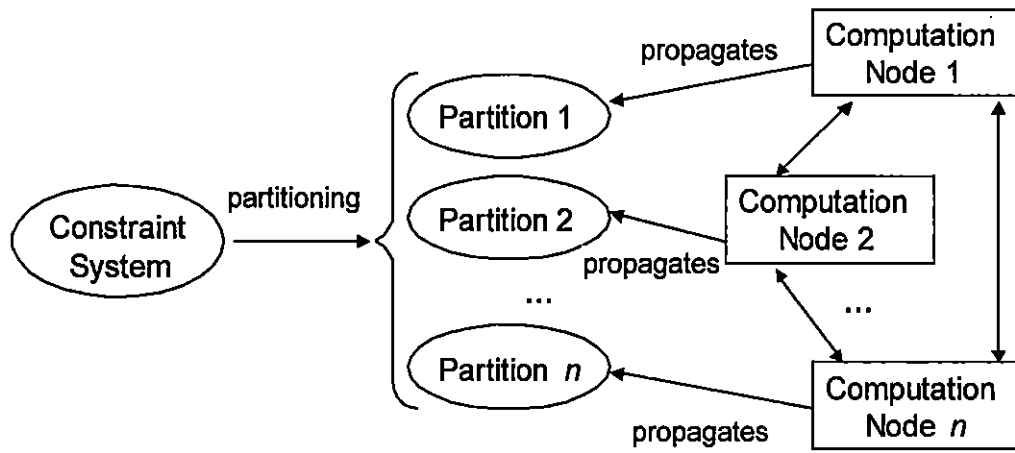 propagates
Computation
Node 1
Partition 1
partitioning
Constraint
System
Partition 2
propagates
Computation
Node 2
...
...
Partition n
propagates
Computation
Node n